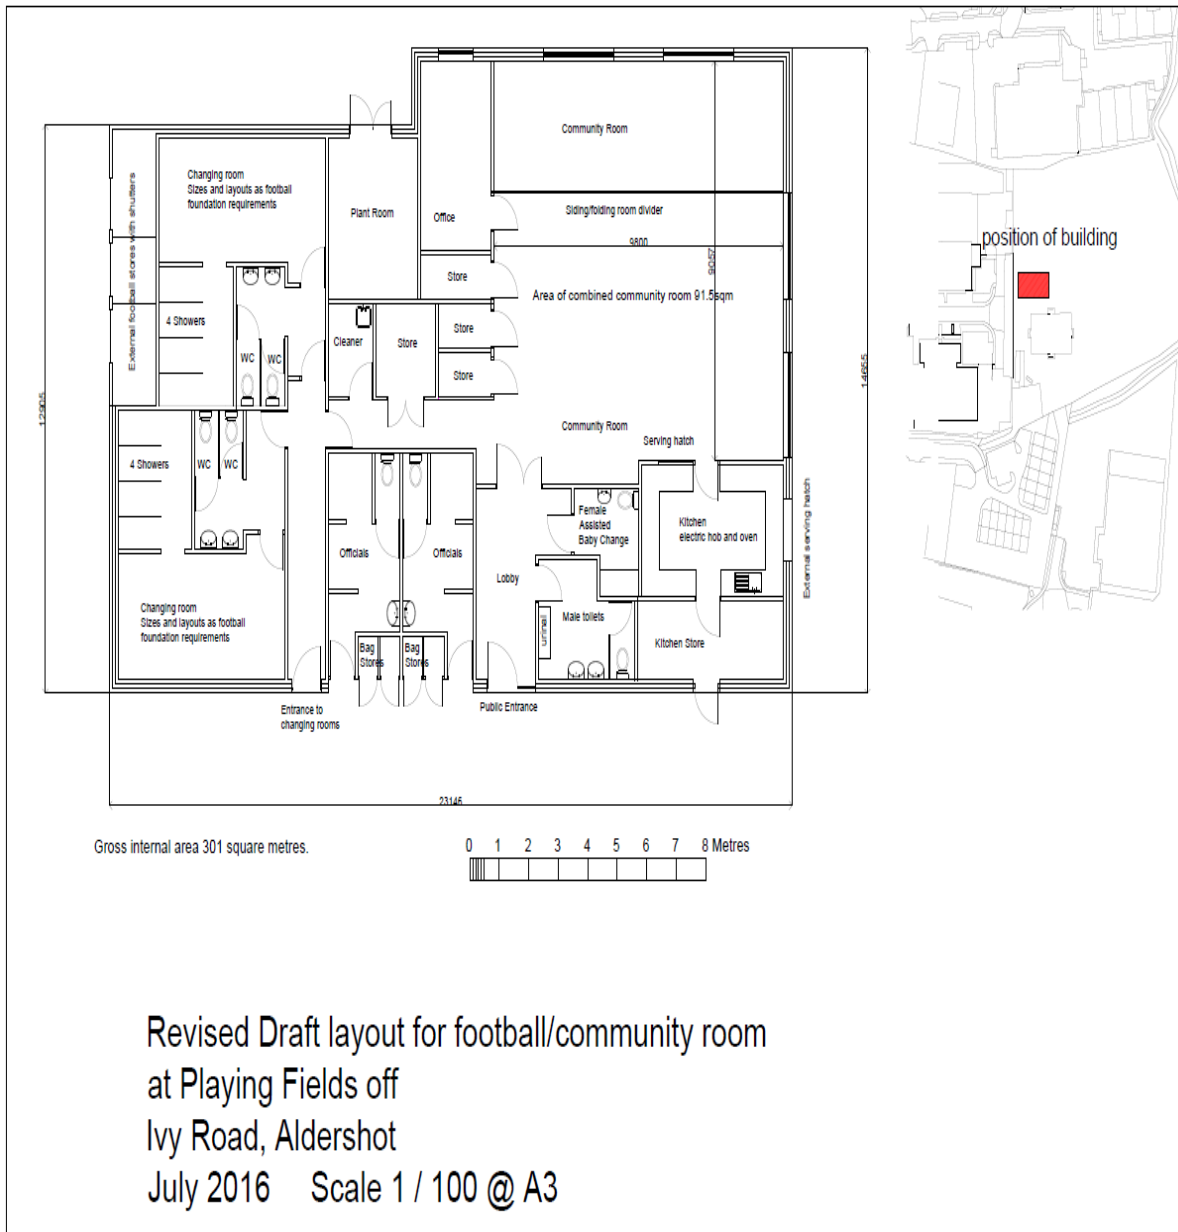 Community Room
Changing room
Sizes and layouts as football
foundation requirements
External football stores with shutters
Plant Room
Office
Siding/folding room divider
9800
9057
position of building
Store
Area of combined community room 91.5sqm
4 Showers
Store
Cleaner
Store
WC
WC
Store
14655
12905
Community Room
Serving hatch
4 Showers
WC
WC
Female
Assisted
Baby Change
Kitchen
electric hob and oven
External serving hatch
Officials
Officials
Lobby
Changing room
Sizes and layouts as football
foundation requirements
urinal
Male toilets
Kitchen Store
Bag
Stores
Bag
Stores
Entrance to
changing rooms
Public Entrance
23146
Gross internal area 301 square metres.
0 1 2 3 4 5 6 7 8 Metres
Revised Draft layout for football/community room
at Playing Fields off
Ivy Road, Aldershot
July 2016 Scale 1 / 100 @ A3